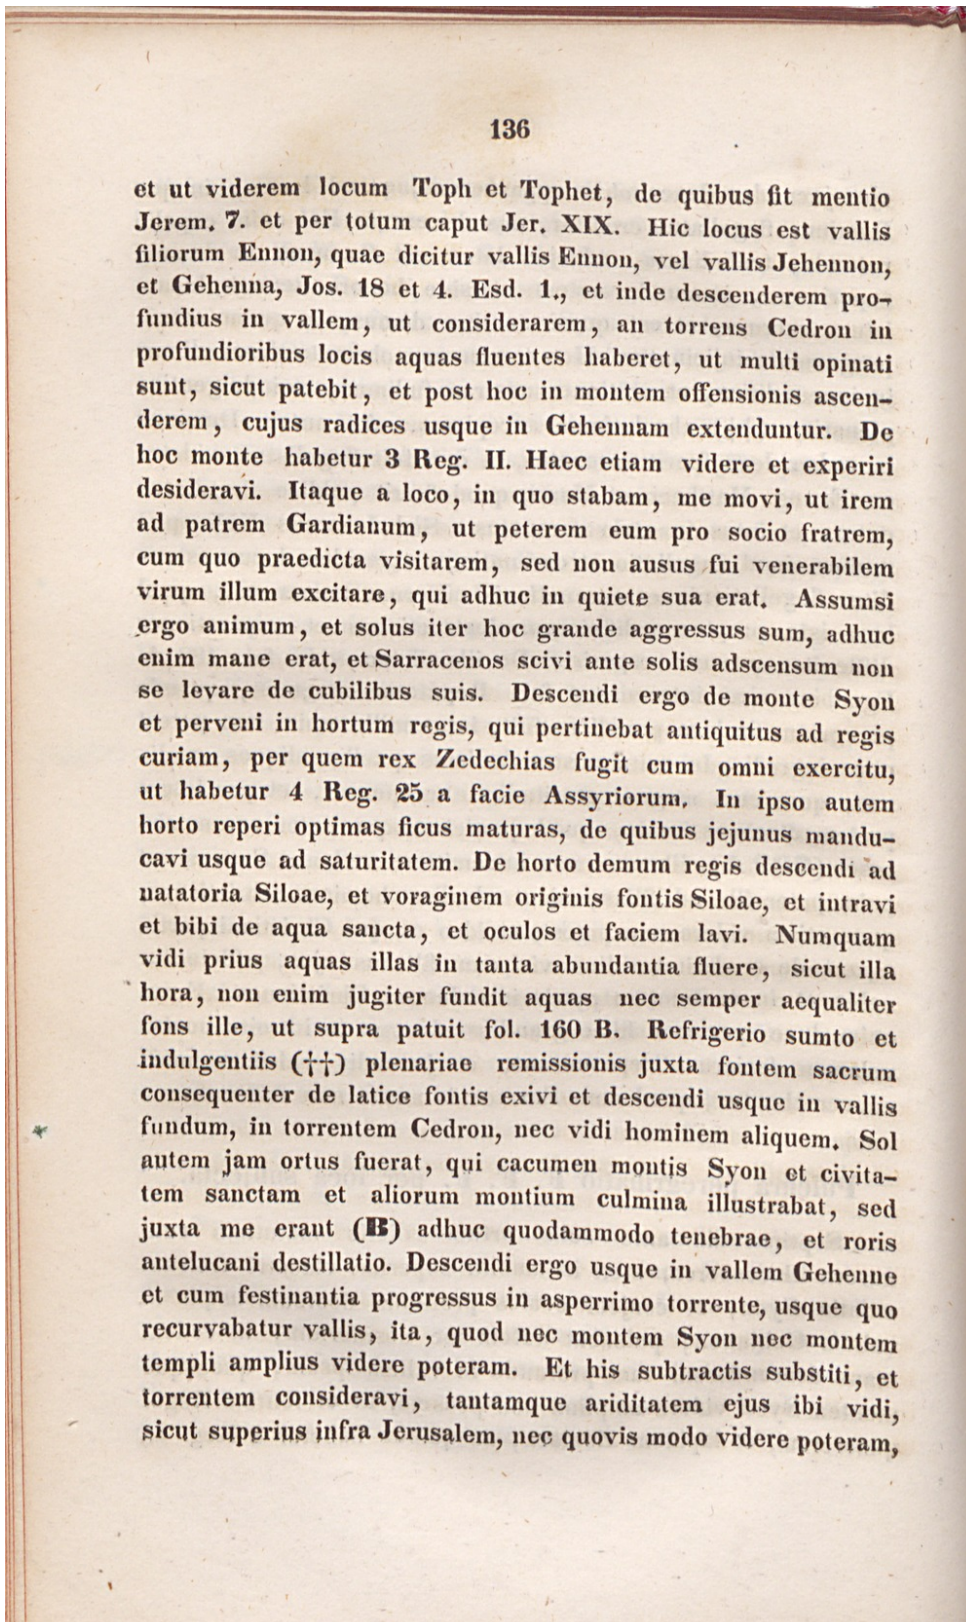 136
et ut viderem locum Toph et Tophet, de quibus fit mentio
Jerem. 7. et per totum caput Jer. XIX. Hic locus est vallis
filiorum Ennon, quae dicitur vallis Ennon, vel vallis Jehennon,
et Gehenna, Jos. 18 et 4. Esd. 1., et inde descenderem pro-
fundius in vallem, ut considerarem, an torrens Cedron in
profundioribus locis aquas fluentes haberet, ut multi opinati
sunt, sicut patebit, et post hoc in montem offensionis ascen-
derem, cujus radices usque in Gehennam extenduntur. De
hoc monte habetur 3 Reg. II. Haec etiam videre et experiri
desideravi. Itaque a loco, in quo stabam, me movi, ut irem
ad patrem Gardianum, ut peterem eum pro socio fratrem,
cum quo praedicta visitarem, sed non ausus fui venerabilem
virum illum excitare, qui adhuc in quiete sua erat. Assumsi
ergo animum, et solus iter hoc grande aggressus sum, adhuc
enim mane erat, et Sarracenos scivi ante solis adscensum non
se levare de cubilibus suis. Descendi ergo de monte Syon
et perveni in hortum regis, qui pertinebat antiquitus ad regis
curiam, per quem rex Zedechias fugit cum omni exercitu,
ut habetur 4 Reg. 25 a facie Assyriorum. In ipso autem
horto reperi optimas ficus maturas, de quibus jejunus mandu-
cavi usque ad saturitatem. De horto demum regis descendi ad
natatoria Siloae, et voraginem originis fontis Siloae, et intravi
et bibi de aqua sancta, et oculos et faciem lavi. Numquam
vidi prius aquas illas in tanta abundantia fluere, sicut illa
hora, non enim jugiter fundit aquas nec semper aequaliter
fons ille, ut supra patuit fol. 160 B. Refrigerio sumto et
indulgentiis (††) plenariae remissionis juxta fontem sacrum
consequenter de latice fontis exivi et descendi usque in vallis
fundum, in torrentem Cedron, nec vidi hominem aliquem. Sol
autem jam ortus fuerat, qui cacumen montis Syon et civita-
tem sanctam et aliorum montium culmina illustrabat, sed
juxta me erant (B) adhuc quodammodo tenebrae, et roris
antelucani destillatio. Descendi ergo usque in vallem Gehenne
et cum festinantia progressus in asperrimo torrente, usque quo
recurvabatur vallis, ita, quod nec montem Syon nec montem
templi amplius videre poteram. Et his subtractis substiti, et
torrentem consideravi, tantamque ariditatem ejus ibi vidi,
sicut superius infra Jerusalem, nec quovis modo videre poteram,